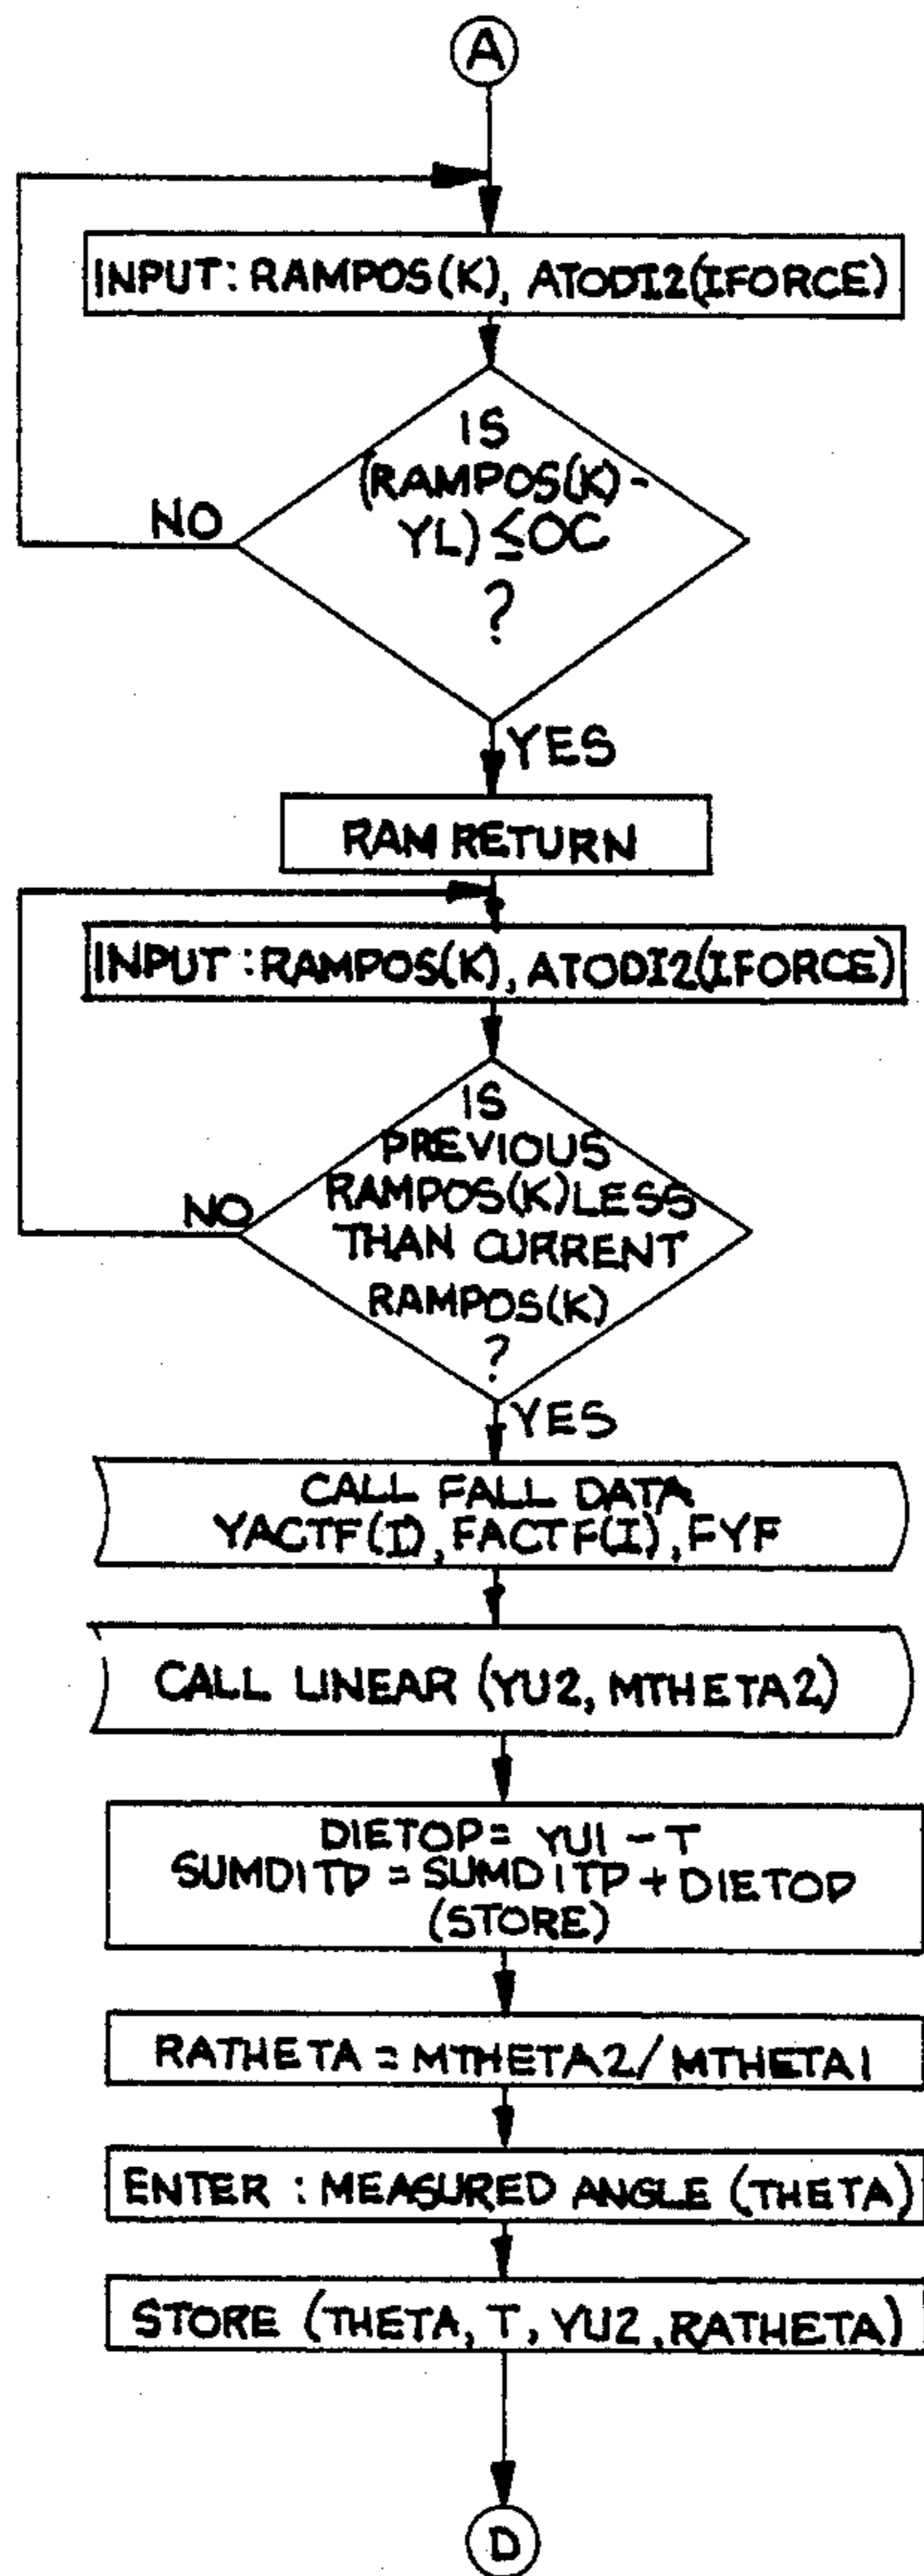 A
INPUT: RAMPOS(K), ATODI2(IFORCE)
IS
(RAMPOS(K)-
YL) ≤OC
?
NO
YES
RAM RETURN
INPUT : RAMPOS(K), ATODI2(IFORCE)
IS
PREVIOUS
RAMPOS(K) LESS
THAN CURRENT
RAMPOS(K)
?
NO
YES
CALL FALL DATA
YACTF(I), FACTF(I), FYF
CALL LINEAR (YU2, MTHETA2)
DIETOP= YU1 - T
SUMDITP = SUMDITP + DIETOP
(STORE)
RATHETA = MTHETA2/ MTHETA1
ENTER : MEASURED ANGLE (THETA)
STORE (THETA, T, YU2, RATHETA)
D